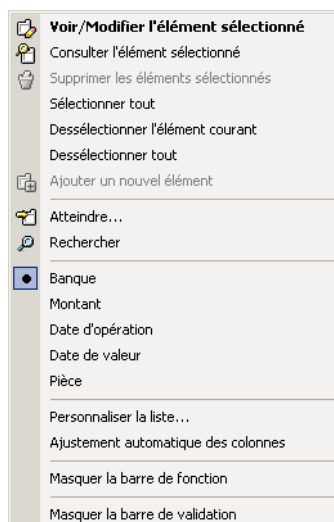 Voir/Modifier l'élément sélectionné
Consulter l'élément sélectionné
Supprimer les éléments sélectionnés
Sélectionner tout
Dessélectionner l'élément courant
Dessélectionner tout
Ajouter un nouvel élément
Atteindre...
Rechercher
Banque
Montant
Date d'opération
Date de valeur
Pièce
Personnaliser la liste...
Ajustement automatique des colonnes
Masquer la barre de fonction
Masquer la barre de validation